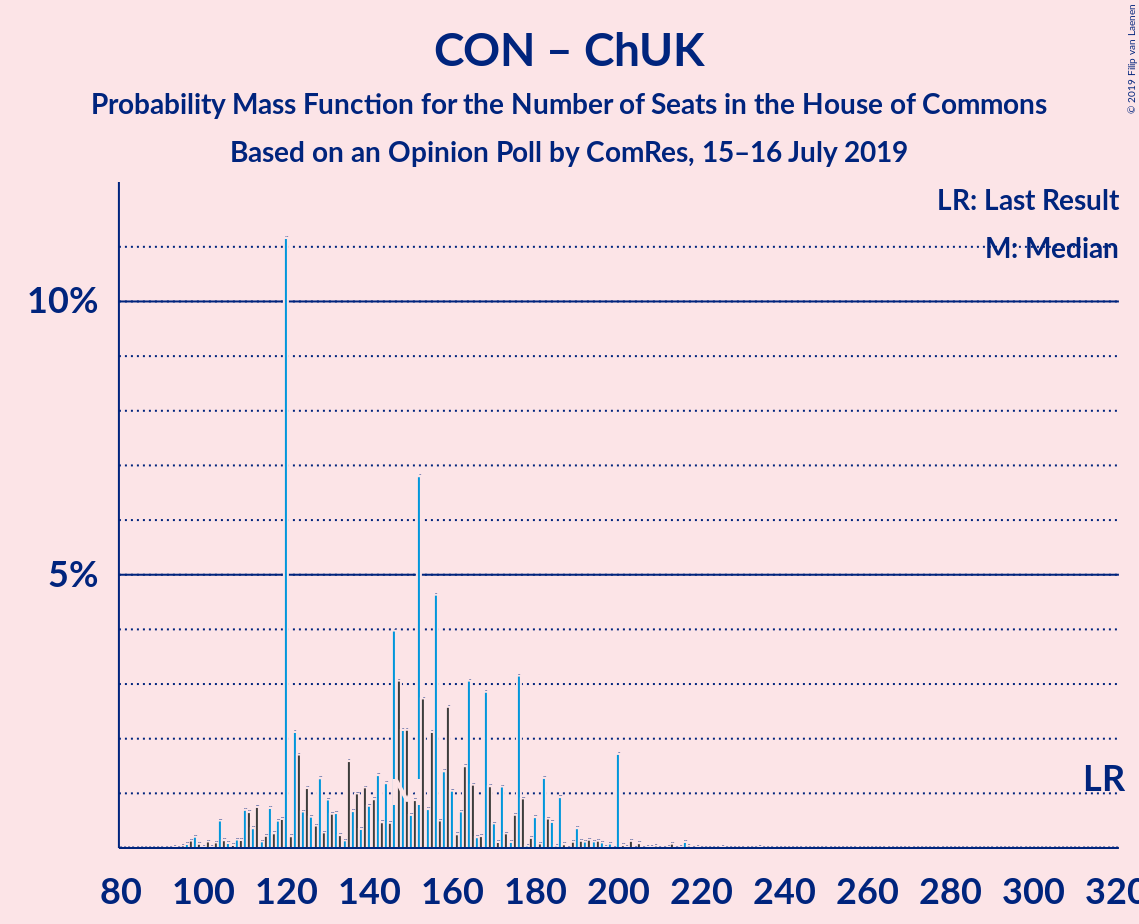 CON – ChUK
Probability Mass Function for the Number of Seats in the House of Commons
Based on an Opinion Poll by ComRes, 15–16 July 2019
© 2019 Filip van Laenen
LR: Last Result
M: Median
10%
5%
LR
80 100 120 140 160 180 200 220 240 260 280 300 320